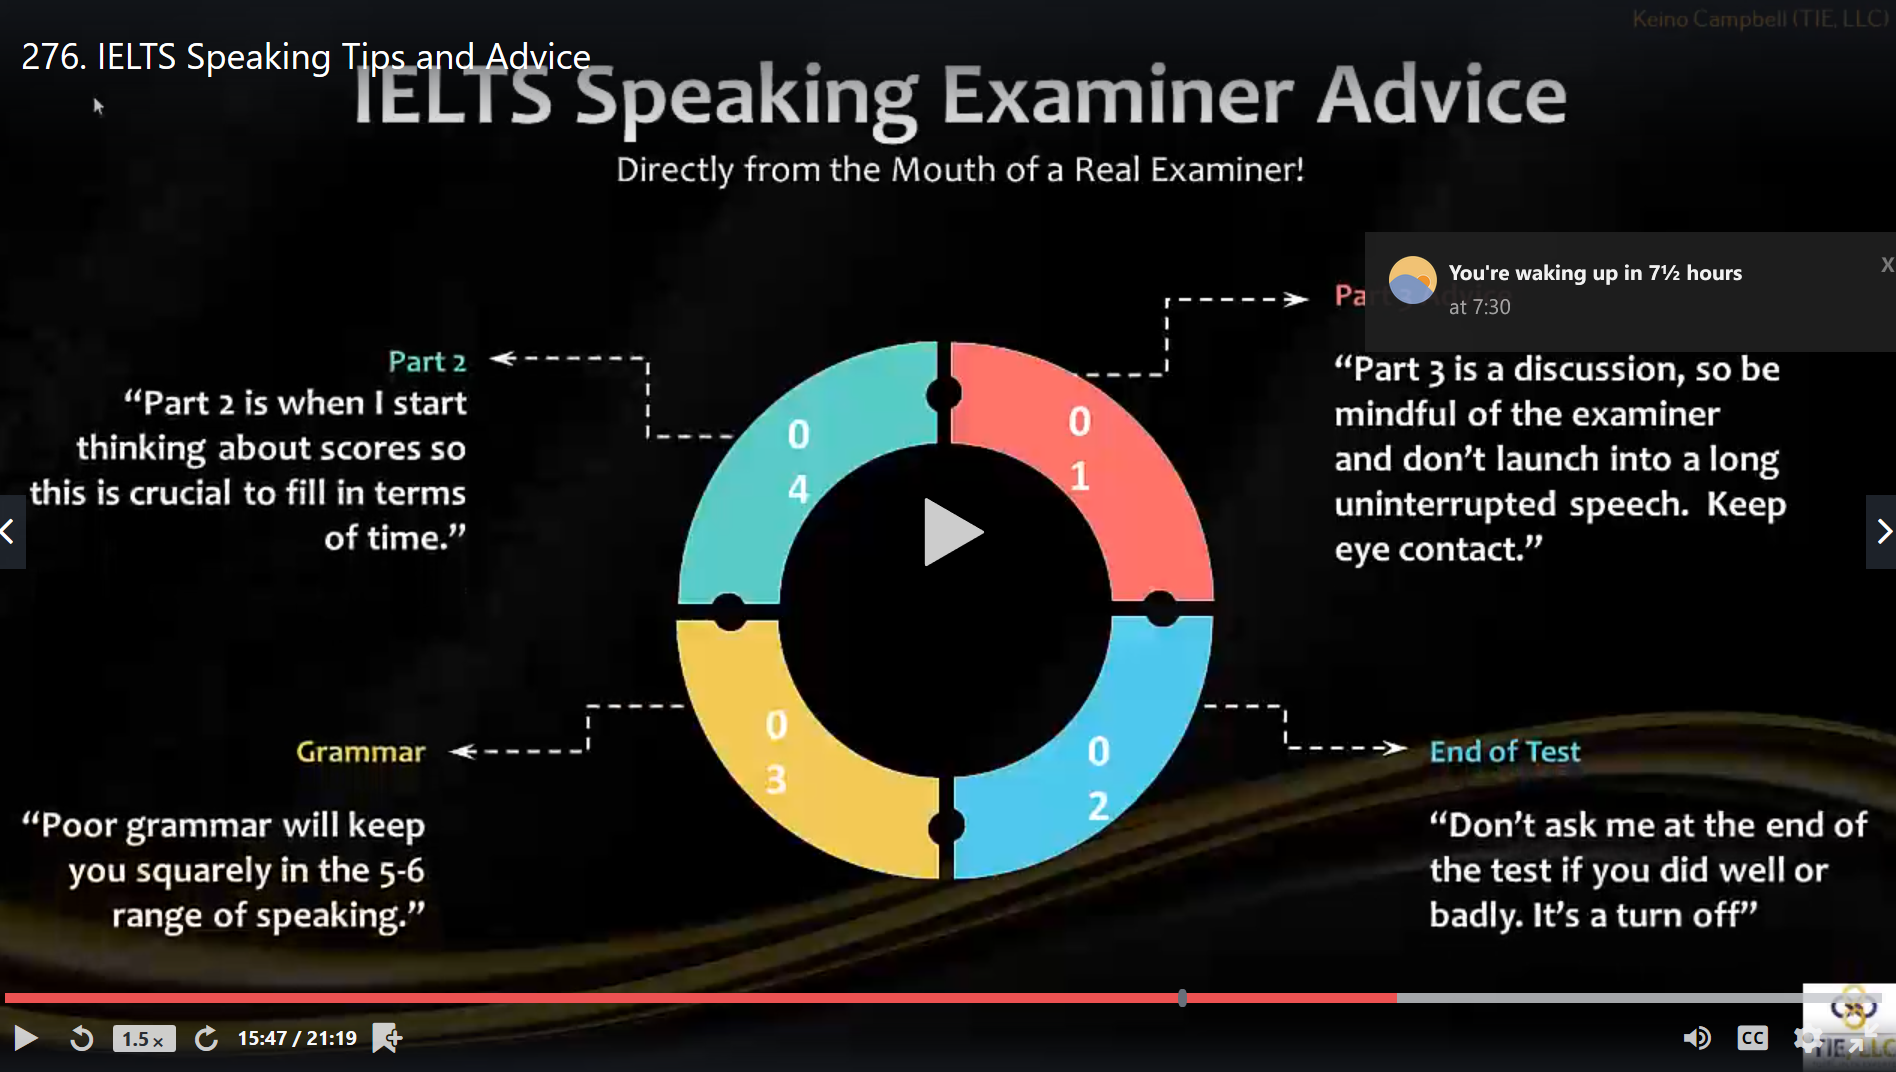 Keino Campbell (TIE, LLC)
276. IELTS Speaking Tips and Advice
IELTS Speaking Examiner Advice
Directly from the Mouth of a Real Examiner!
You're waking up in 7½ hours
X
at 7:30
Part 2
“Part 2 is when I start
thinking about scores so
this is crucial to fill in terms
of time.”
0
4
0
1
Part 3 Advice
“Part 3 is a discussion, so be
mindful of the examiner
and don’t launch into a long
uninterrupted speech. Keep
eye contact.”
Grammar
“Poor grammar will keep
you squarely in the 5-6
range of speaking.”
0
3
0
2
End of Test
“Don’t ask me at the end of
the test if you did well or
badly. It’s a turn off”
1.5 x
15:47 / 21:19
CC
TIE, LLC